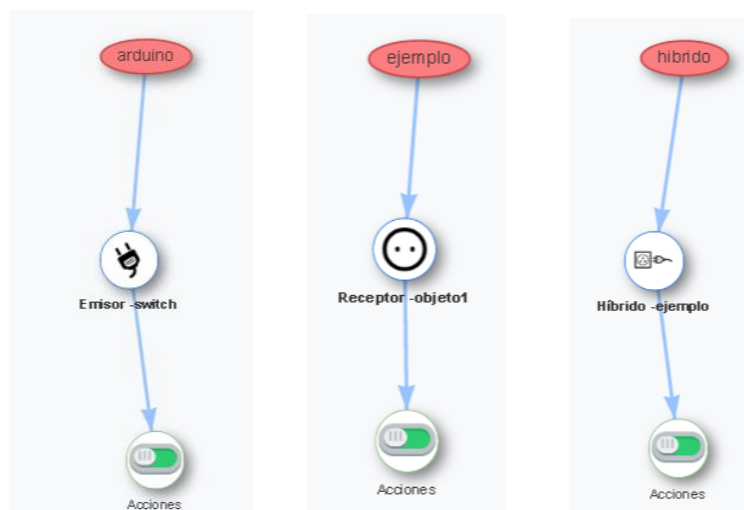 arduino
Emisor -switch
Acciones
ejemplo
Receptor -objeto1
Acciones
hibrido
Híbrido -ejemplo
Acciones